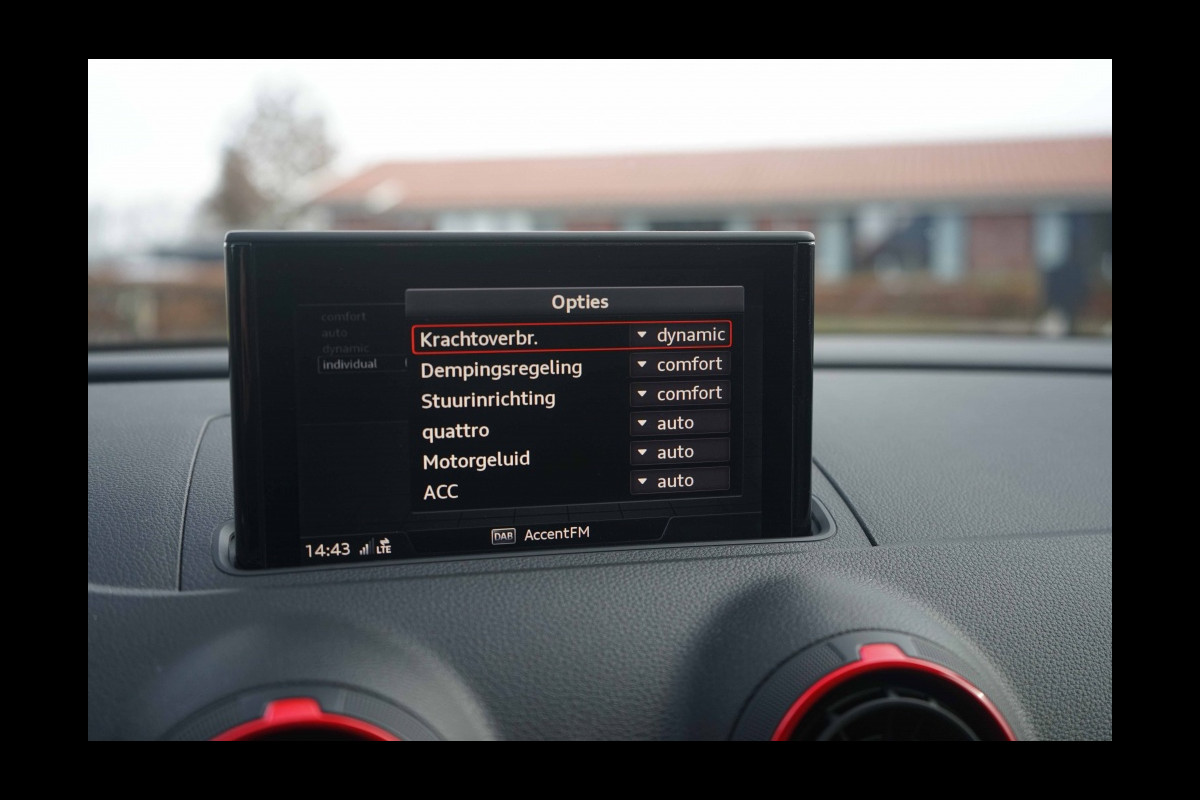 Opties
comfort
auto
dynamic
individual
Krachtoverbr. dynamic
Dempingsregeling comfort
Stuurinrichting comfort
quattro auto
Motorgeluid auto
ACC auto
14:43 LTE DAB AccentFM